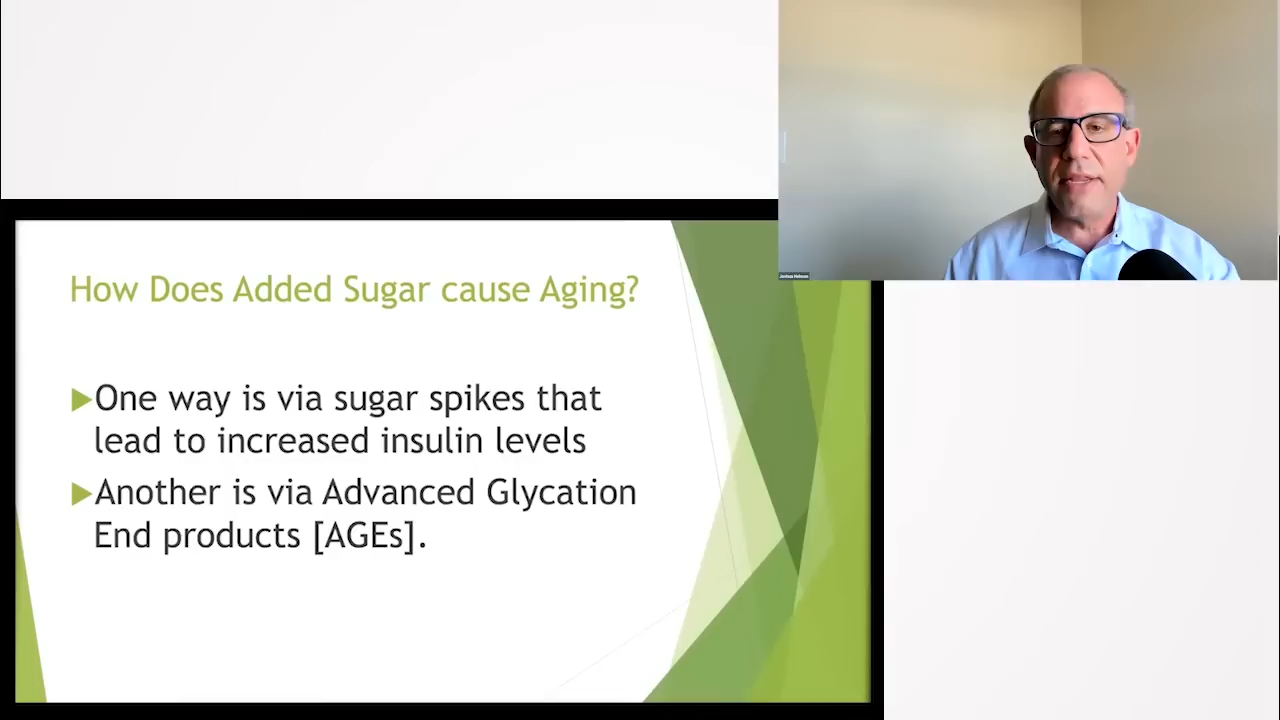 How Does Added Sugar cause Aging?
One way is via sugar spikes that
lead to increased insulin levels
Another is via Advanced Glycation
End products [AGEs].